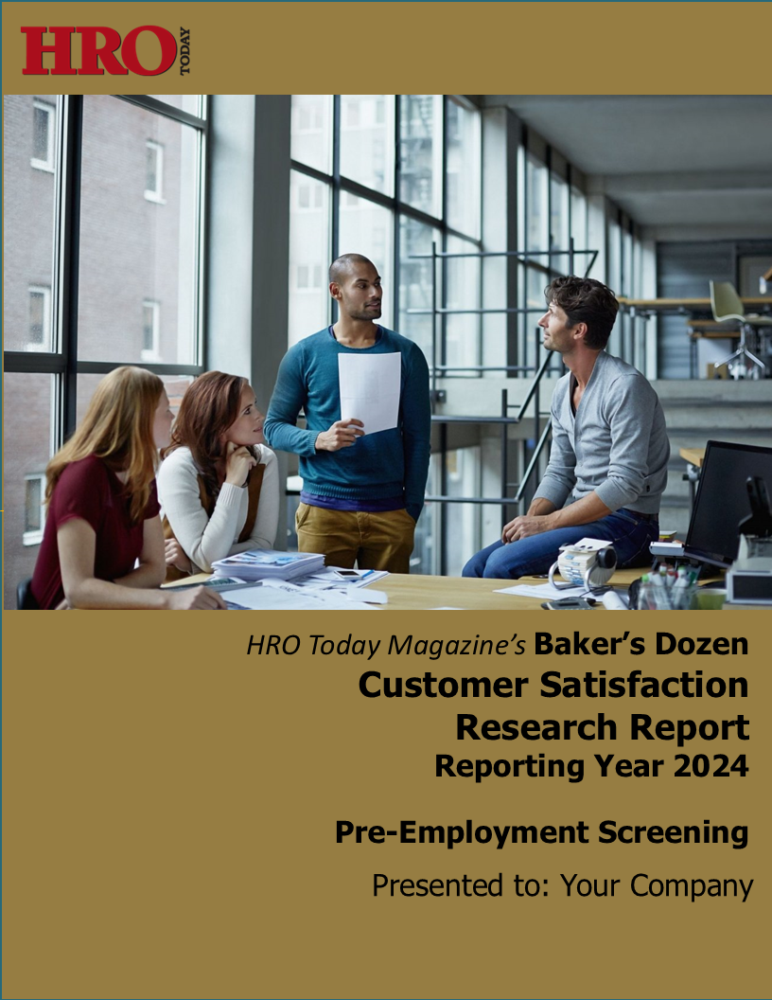 HRO TODAY
HRO Today Magazine’s Baker’s Dozen
Customer Satisfaction
Research Report
Reporting Year 2024
Pre-Employment Screening
Presented to: Your Company